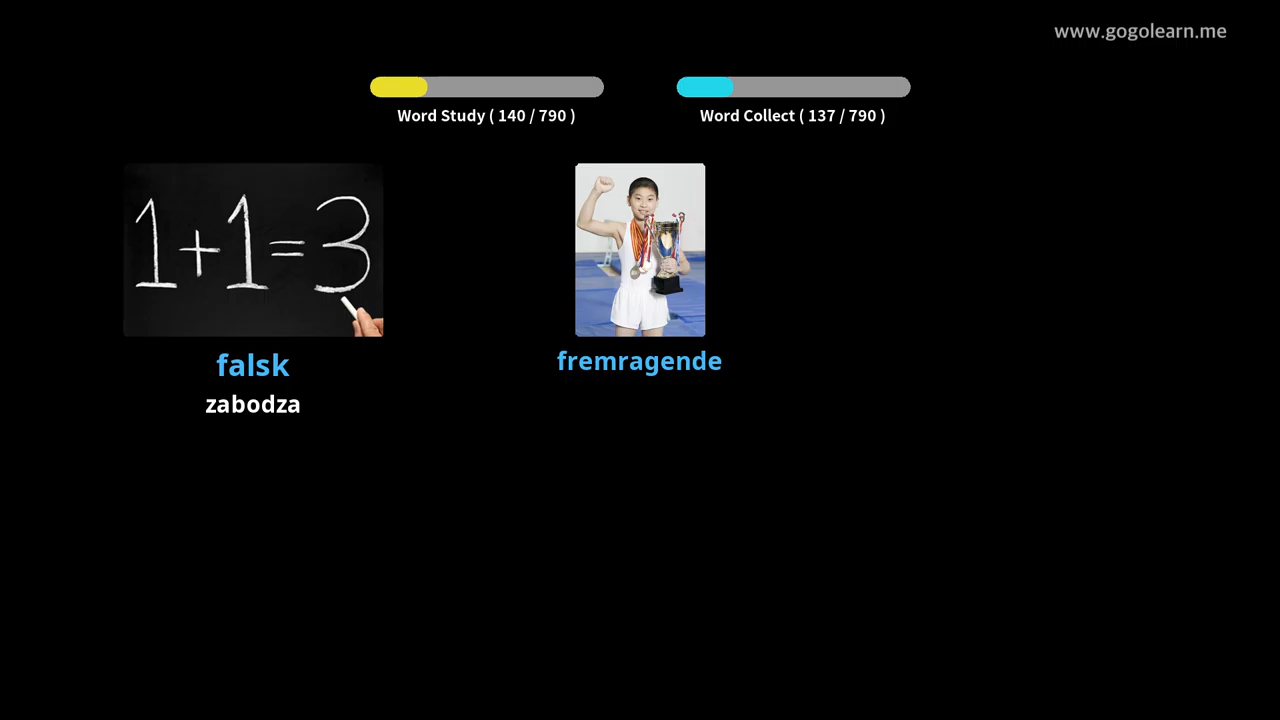 www.gogolearn.me
Word Study ( 140 / 790 )
Word Collect ( 137 / 790 )
1+1=3
falsk
zabodza
fremragende